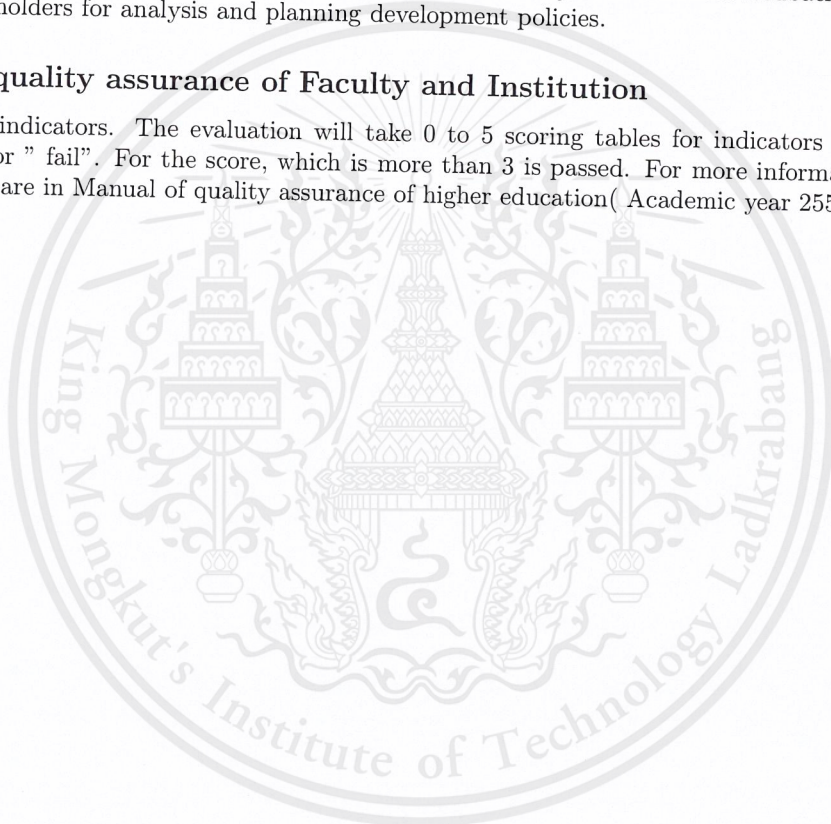 holders for analysis and planning development policies.
quality assurance of Faculty and Institution
indicators. The evaluation will take 0 to 5 scoring tables for indicators
or ” fail”. For the score, which is more than 3 is passed. For more
are in Manual of quality assurance of higher education( Academic year
King Mongkut's Institute of Technology Ladkrabang